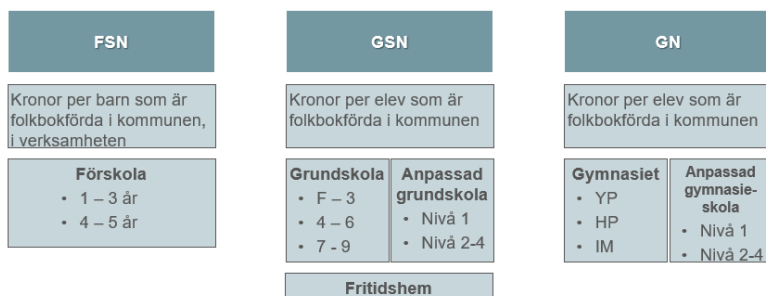 FSN
Kronor per barn som är
folkbokförda i kommunen,
i verksamheten
Förskola
• 1 – 3 år
• 4 – 5 år
GSN
Kronor per elev som är
folkbokförda i kommunen
Grundskola
• F – 3
• 4 – 6
• 7 - 9
Anpassad
grundskola
• Nivå 1
• Nivå 2-4
Fritidshem
GN
Kronor per elev som är
folkbokförda i kommunen
Gymnasiet
• YP
• HP
• IM
Anpassad
gymnasie-
skola
• Nivå 1
• Nivå 2-4